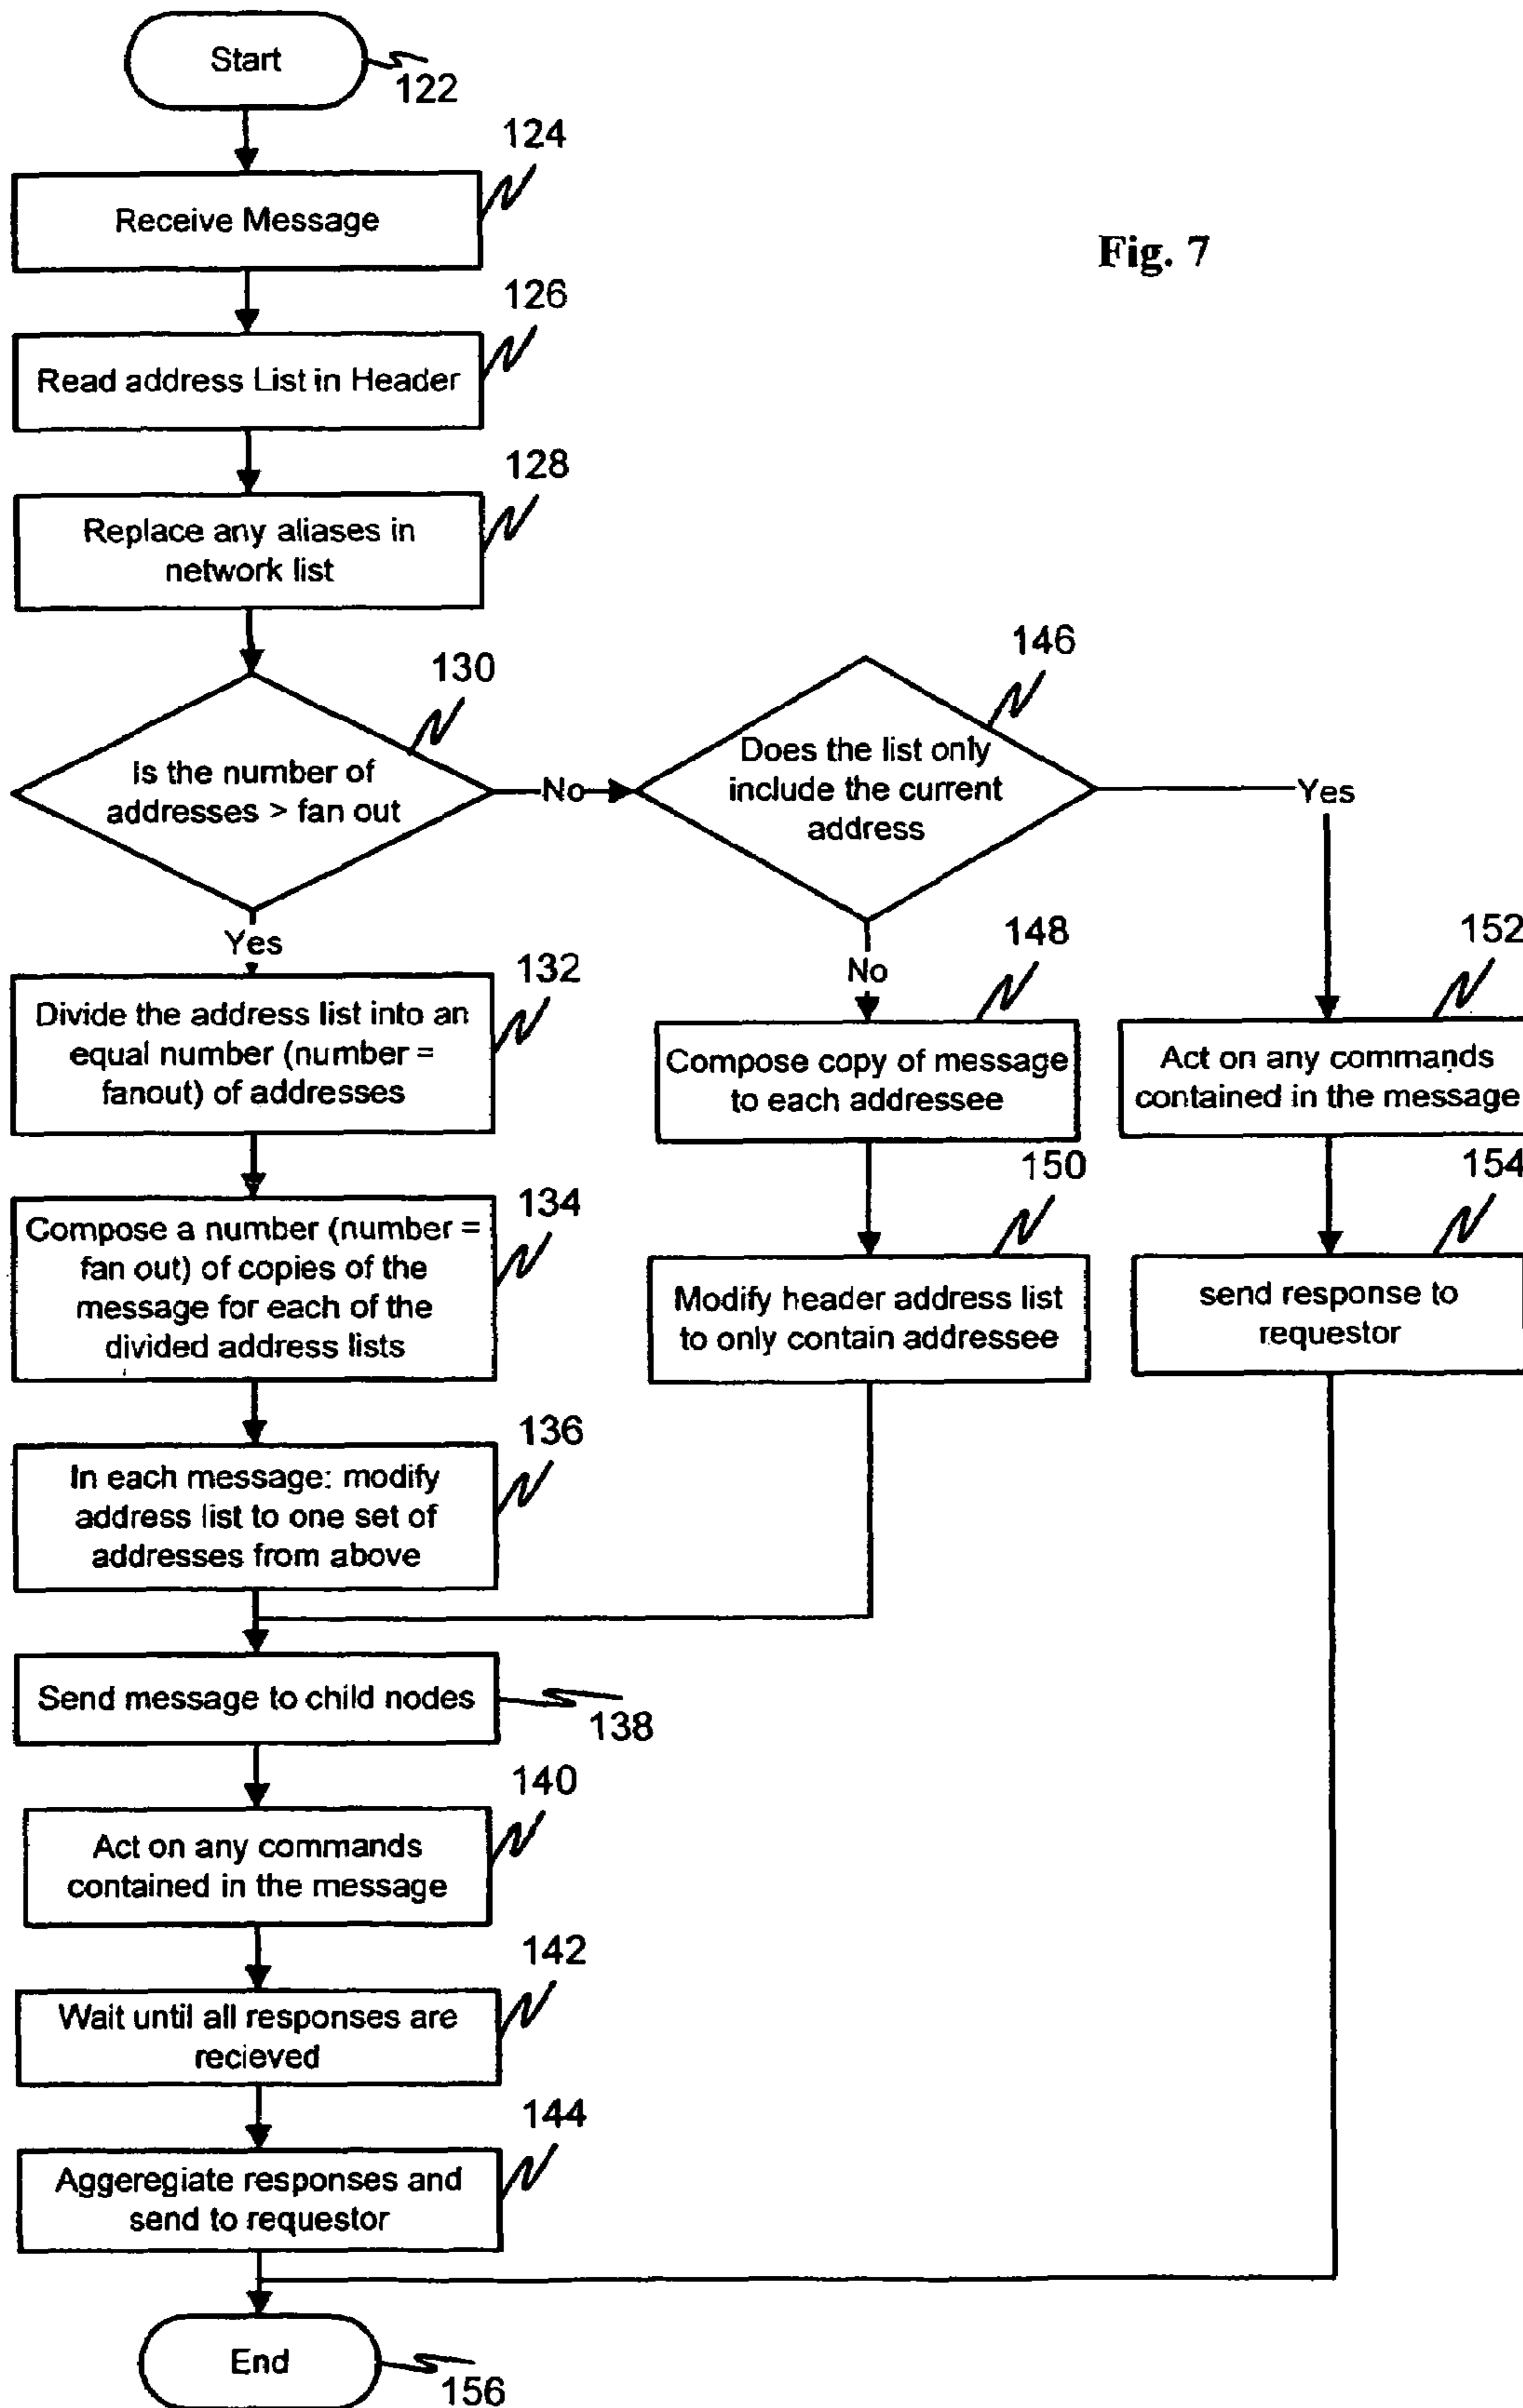 Start
122
124
Receive Message
Fig. 7
126
Read address List in Header
128
Replace any aliases in
network list
130
Is the number of
addresses > fan out
No
146
Does the list only
include the current
address
Yes
Yes
132
Divide the address list into an
equal number (number =
fanout) of addresses
No
148
Compose copy of message
to each addressee
152
Act on any commands
contained in the message
134
Compose a number (number =
fan out) of copies of the
message for each of the
divided address lists
150
Modify header address list
to only contain addressee
154
send response to
requestor
136
In each message: modify
address list to one set of
addresses from above
Send message to child nodes
138
140
Act on any commands
contained in the message
142
Wait until all responses are
recieved
144
Aggeregiate responses and
send to requestor
End
156